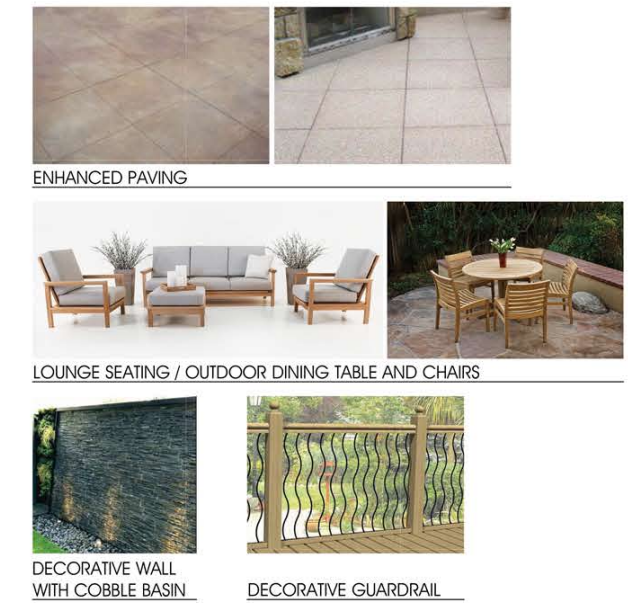 ENHANCED PAVING
LOUNGE SEATING / OUTDOOR DINING TABLE AND CHAIRS
DECORATIVE WALL
WITH COBBLE BASIN
DECORATIVE GUARDRAIL